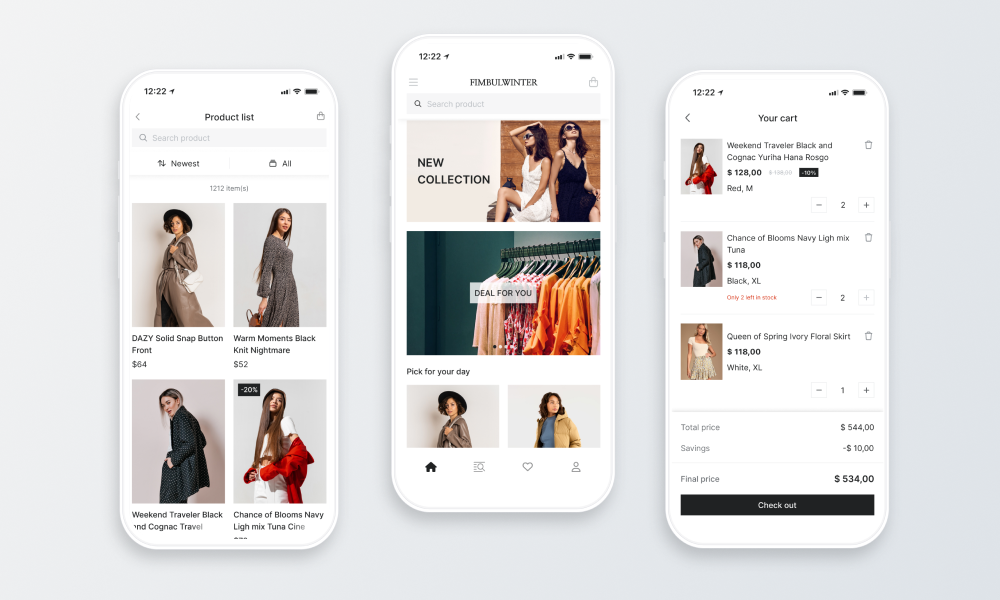 12:22
Product list
Search product
Newest
All
1212 item(s)
DAZY Solid Snap Button
Front
$64
Warm Moments Black
Knit Nightmare
$52
-20%
Weekend Traveler Black
and Cognac Travel
Chance of Blooms Navy
Ligh mix Tuna Cine
12:22
FIMBULWINTER
Search product
NEW
COLLECTION
DEAL FOR YOU
Pick for your day
12:22
Your cart
Weekend Traveler Black and
Cognac Yuriha Hana Rosgo
$ 128,00 $ 138,00 -10%
Red, M
2
Chance of Blooms Navy Ligh mix
Tuna
$ 118,00
Black, XL
Only 2 left in stock
2
Queen of Spring Ivory Floral Skirt
$ 118,00
White, XL
1
Total price $ 544,00
Savings -$ 10,00
Final price $ 534,00
Check out